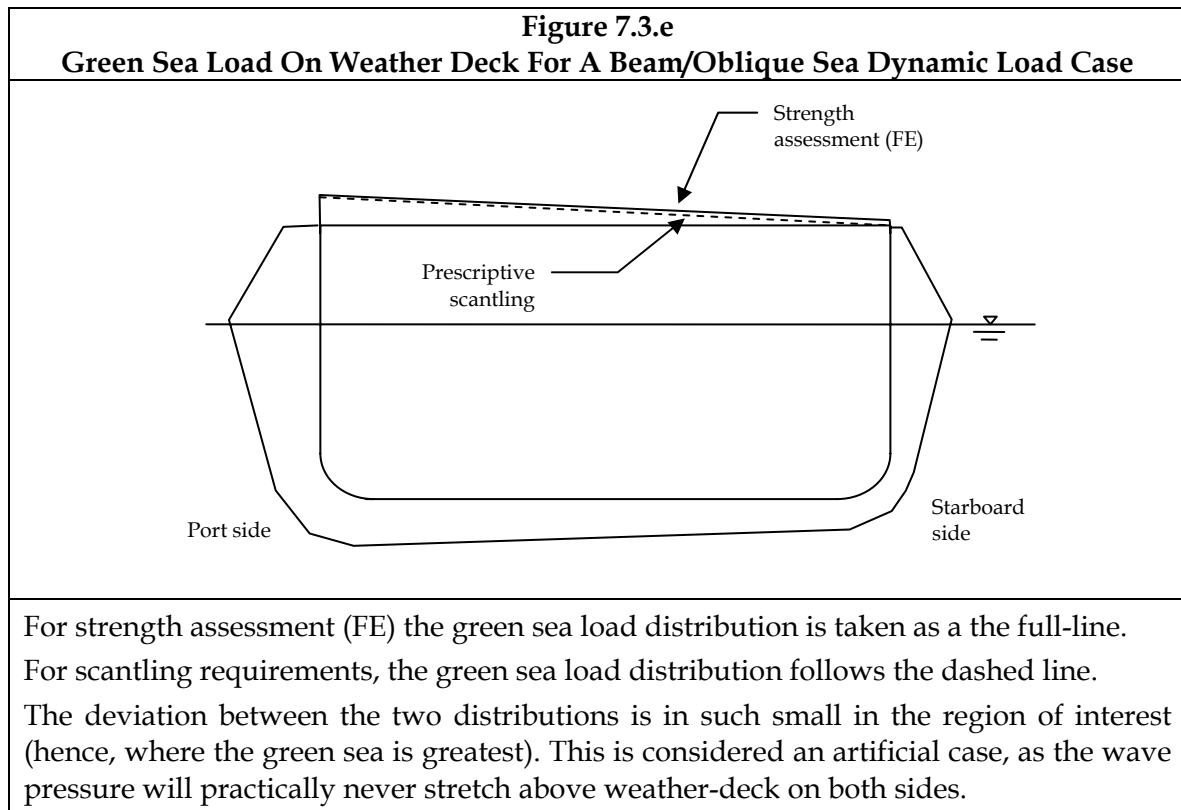 Figure 7.3.e
Green Sea Load On Weather Deck For A Beam/Oblique Sea Dynamic Load Case
Strength
assessment (FE)
Prescriptive
scantling
Port side
Starboard
side
For strength assessment (FE) the green sea load distribution is taken as a the full-line.
For scantling requirements, the green sea load distribution follows the dashed line.
The deviation between the two distributions is in such small in the region of interest
(hence, where the green sea is greatest). This is considered an artificial case, as the wave
pressure will practically never stretch above weather-deck on both sides.